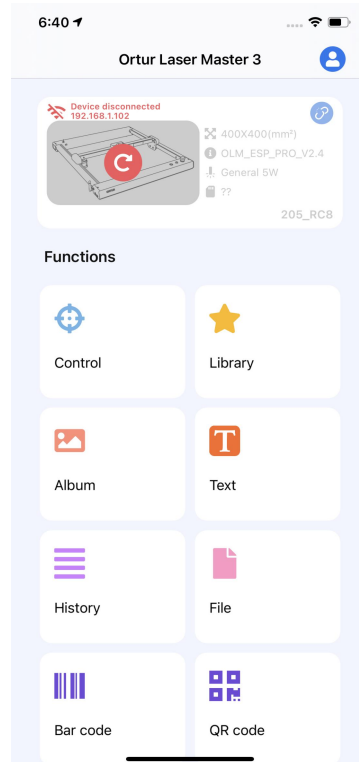 6:40
Ortur Laser Master 3
Device disconnected
192.168.1.102
400X400(mm²)
OLM_ESP_PRO_V2.4
General 5W
??
205_RC8
Functions
Control
Library
Album
Text
History
File
Bar code
QR code